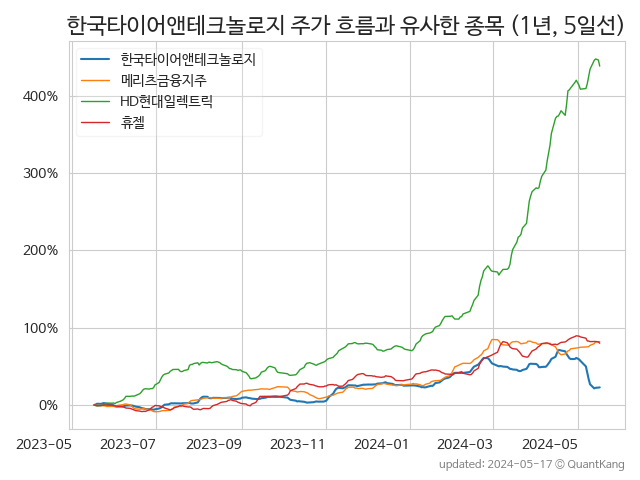 한국타이어앤테크놀로지 주가 흐름과 유사한 종목 (1년, 5일선)
한국타이어앤테크놀로지
메리츠금융지주
HD현대일렉트릭
휴젤
400%
300%
200%
100%
0%
2023-05 2023-07 2023-09 2023-11 2024-01 2024-03 2024-05
updated: 2024-05-17 © QuantKang